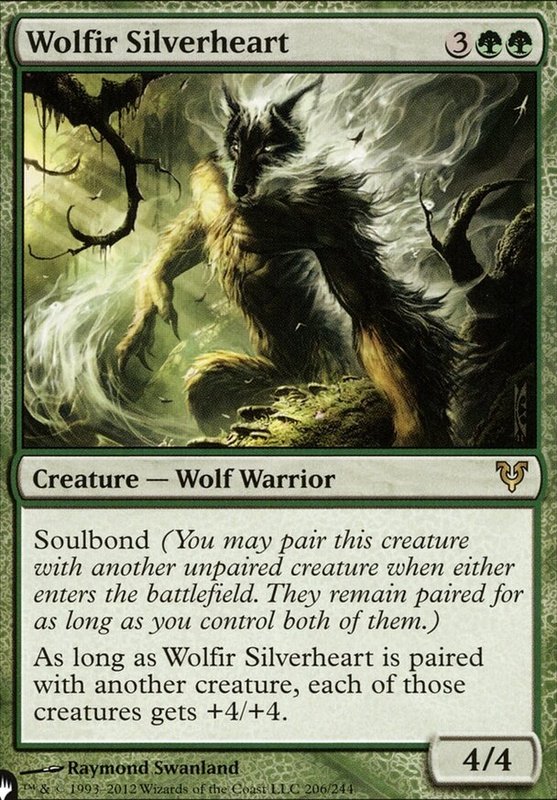 Wolfir Silverheart 3
Creature — Wolf Warrior
Soulbond (You may pair this creature
with another unpaired creature when either
enters the battlefield. They remain paired for
as long as you control both of them.)
As long as Wolfir Silverheart is paired
with another creature, each of those
creatures gets +4/+4.
4/4
Raymond Swanland
™ & © 1993–2012 Wizards of the Coast LLC 206/244